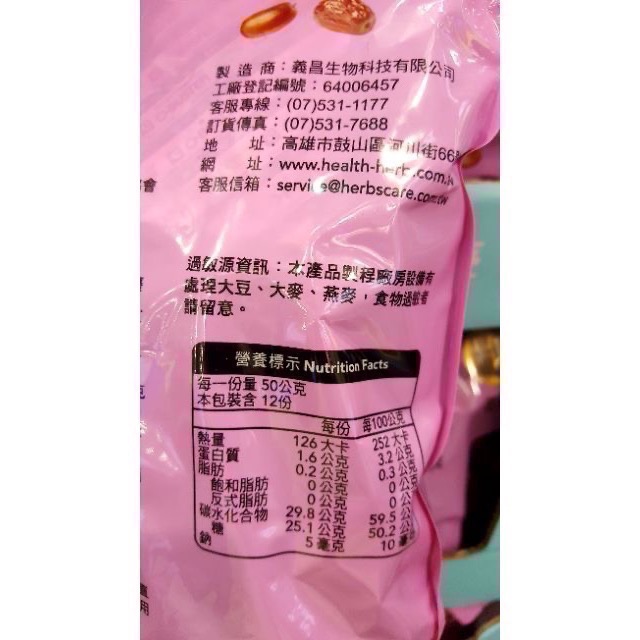 製造商：義昌生物科技有限公司
工廠登記編號：64006457
客服專線：(07)531-1177
訂貨傳真：(07)531-7688
地址：高雄市鼓山區河川街66
網址：www.health-herb.com.
客服信箱：service@herbscare.com.tw
過敏源資訊：本產品製程廠房設備有
處理大豆、大麥、燕麥，食物過敏者
請留意。
營養標示 Nutrition Facts
每一份量 50公克
本包裝含 12份
每份 每100公克
熱量 126 大卡 252 大卡
蛋白質 1.6 公克 3.2 公克
脂肪 0.2 公克 0.3 公克
飽和脂肪 0 公克 0 公克
反式脂肪 0 公克 0 公
碳水化合物 29.8 公克 59.5 公
糖 25.1 公克 50.2 公
鈉 5 毫克 10 毫